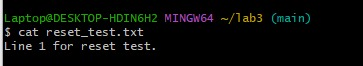 Laptop@DESKTOP-HDIN6H2 MINGW64 ~/lab3 (main)
$ cat reset_test.txt
Line 1 for reset test.